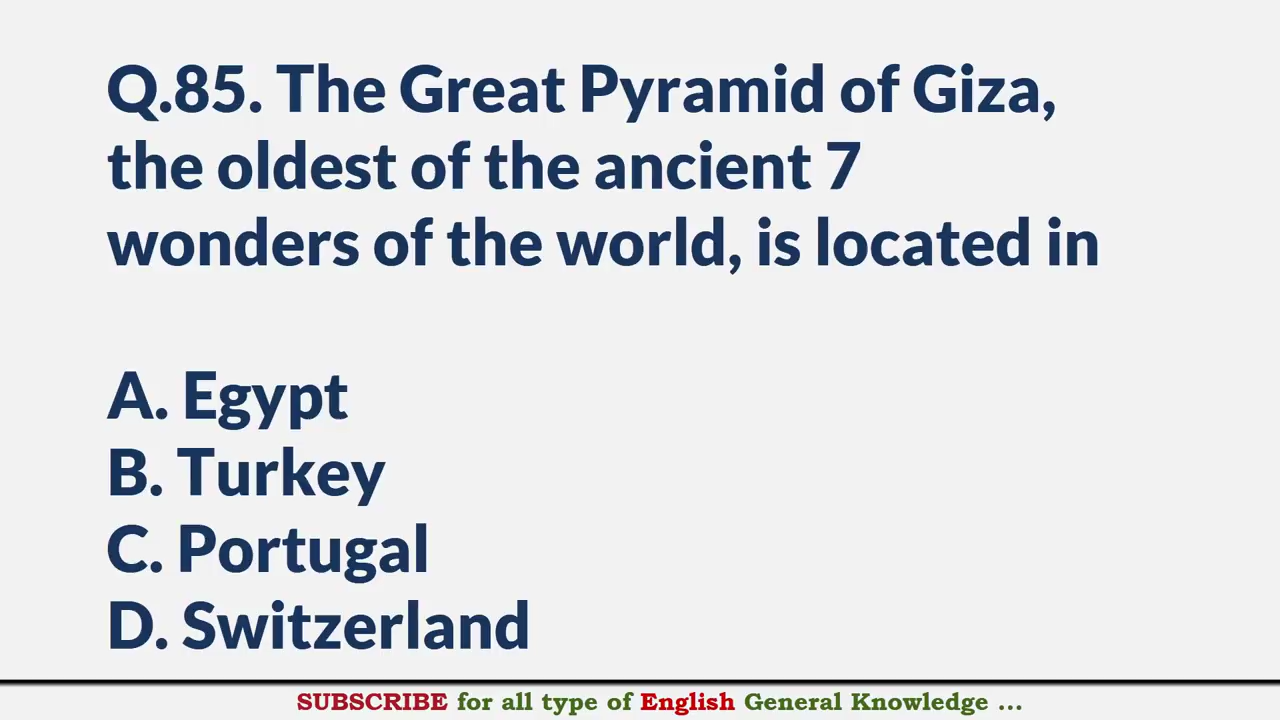 Q.85. The Great Pyramid of Giza,
the oldest of the ancient 7
wonders of the world, is located in
A. Egypt
B. Turkey
C. Portugal
D. Switzerland
SUBSCRIBE for all type of English General Knowledge ...